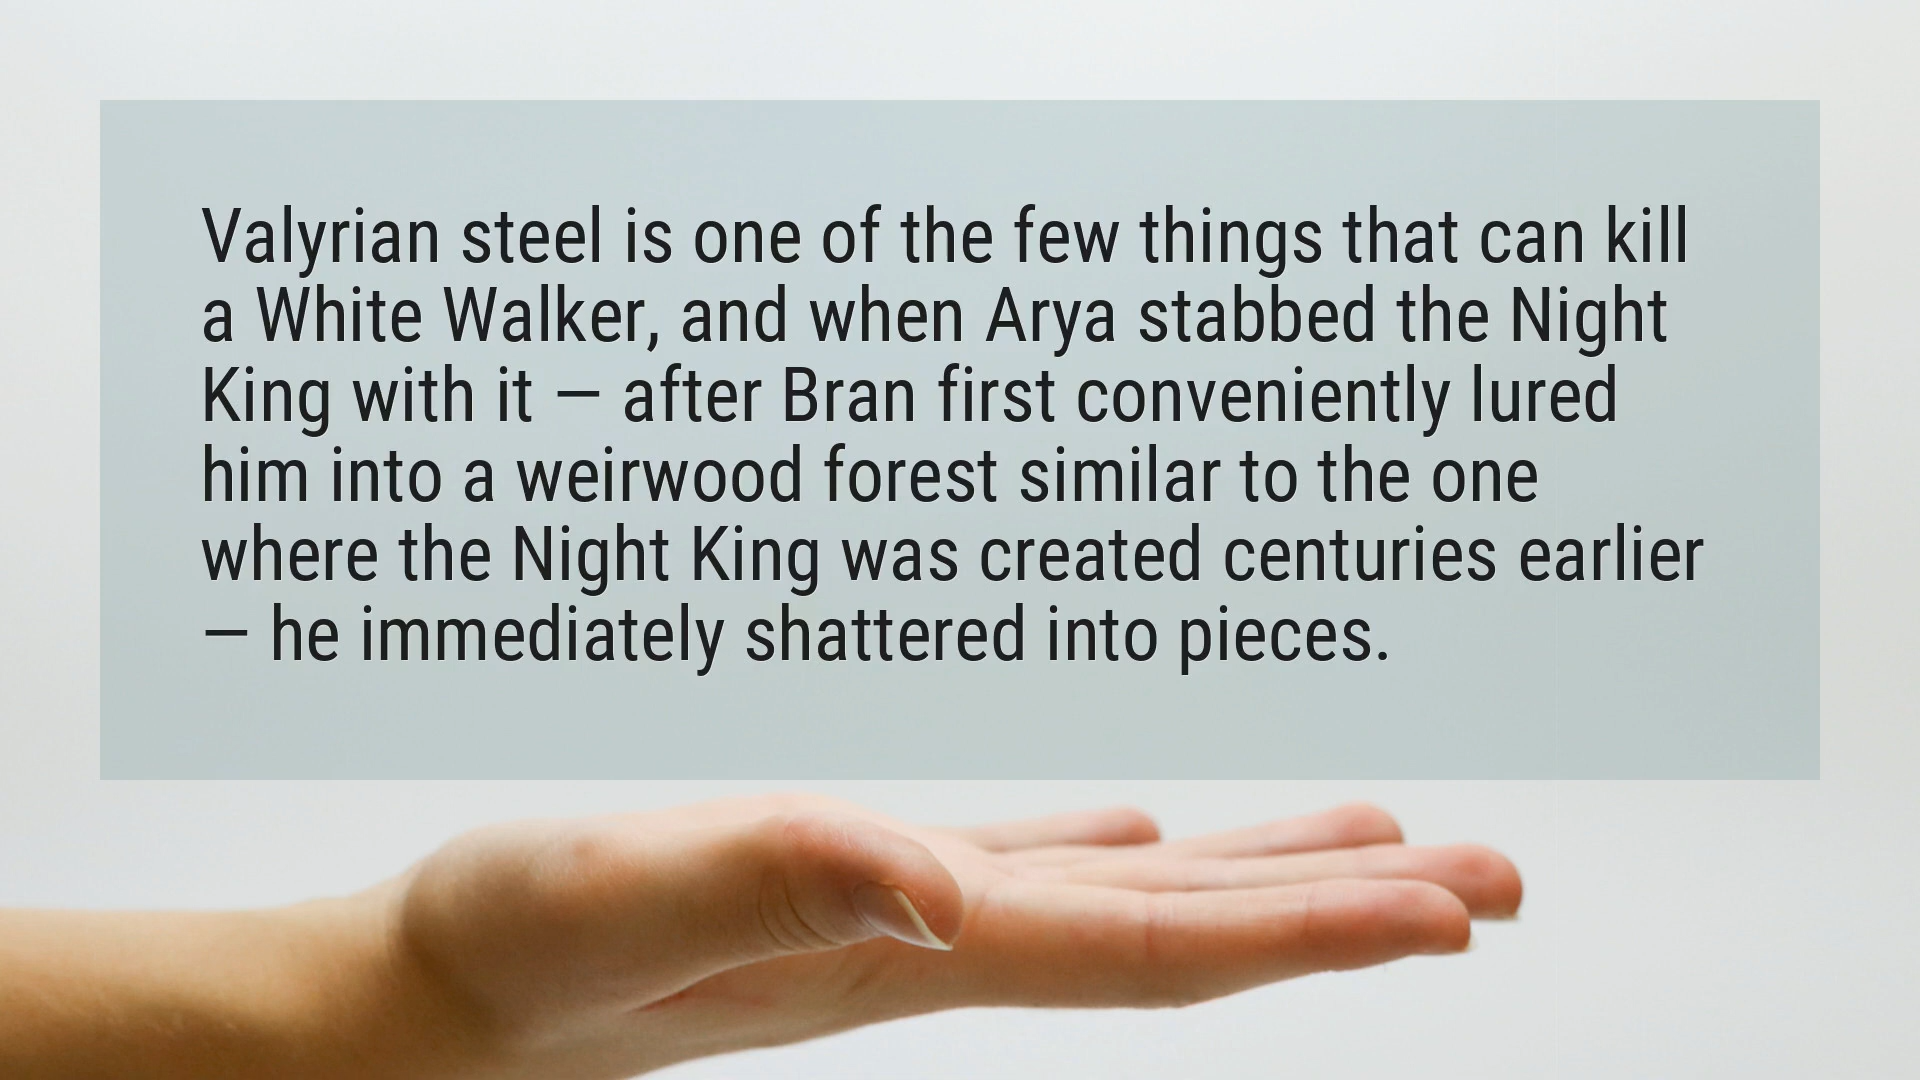 Valyrian steel is one of the few things that can kill
a White Walker, and when Arya stabbed the Night
King with it — after Bran first conveniently lured
him into a weirwood forest similar to the one
where the Night King was created centuries earlier
— he immediately shattered into pieces.